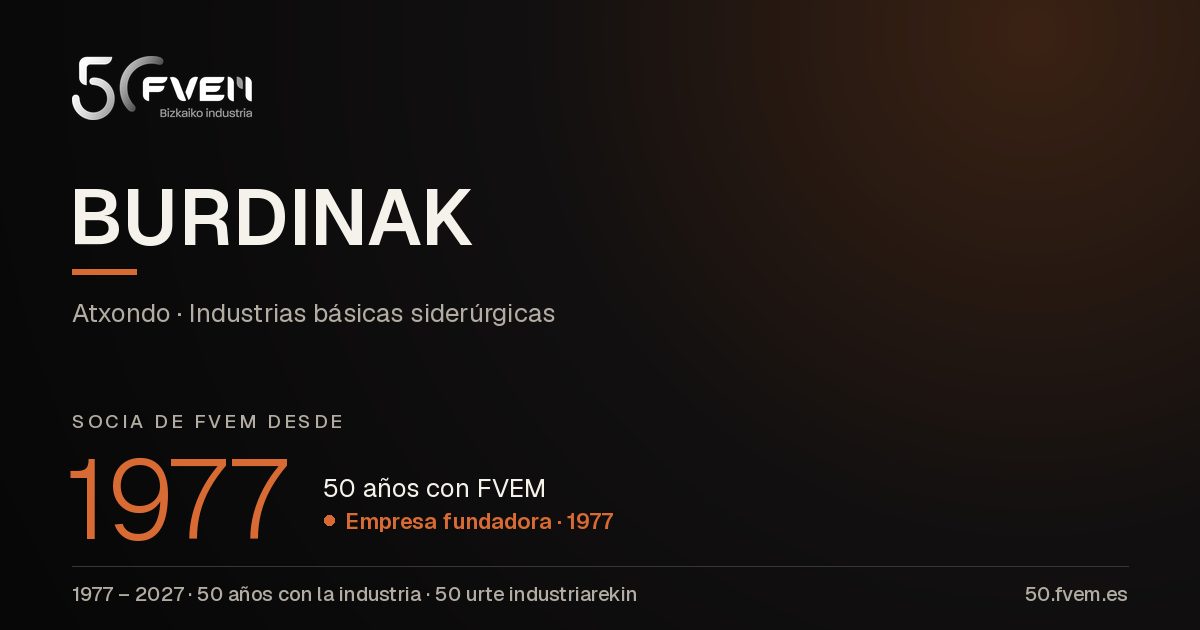 50 FVEM
Bizkaiko industria
BURDINAK
Atxondo · Industrias básicas siderúrgicas
SOCIA DE FVEM DESDE
1977
50 años con FVEM
Empresa fundadora · 1977
1977 – 2027 · 50 años con la industria · 50 urte industriarekin
50.fvem.es